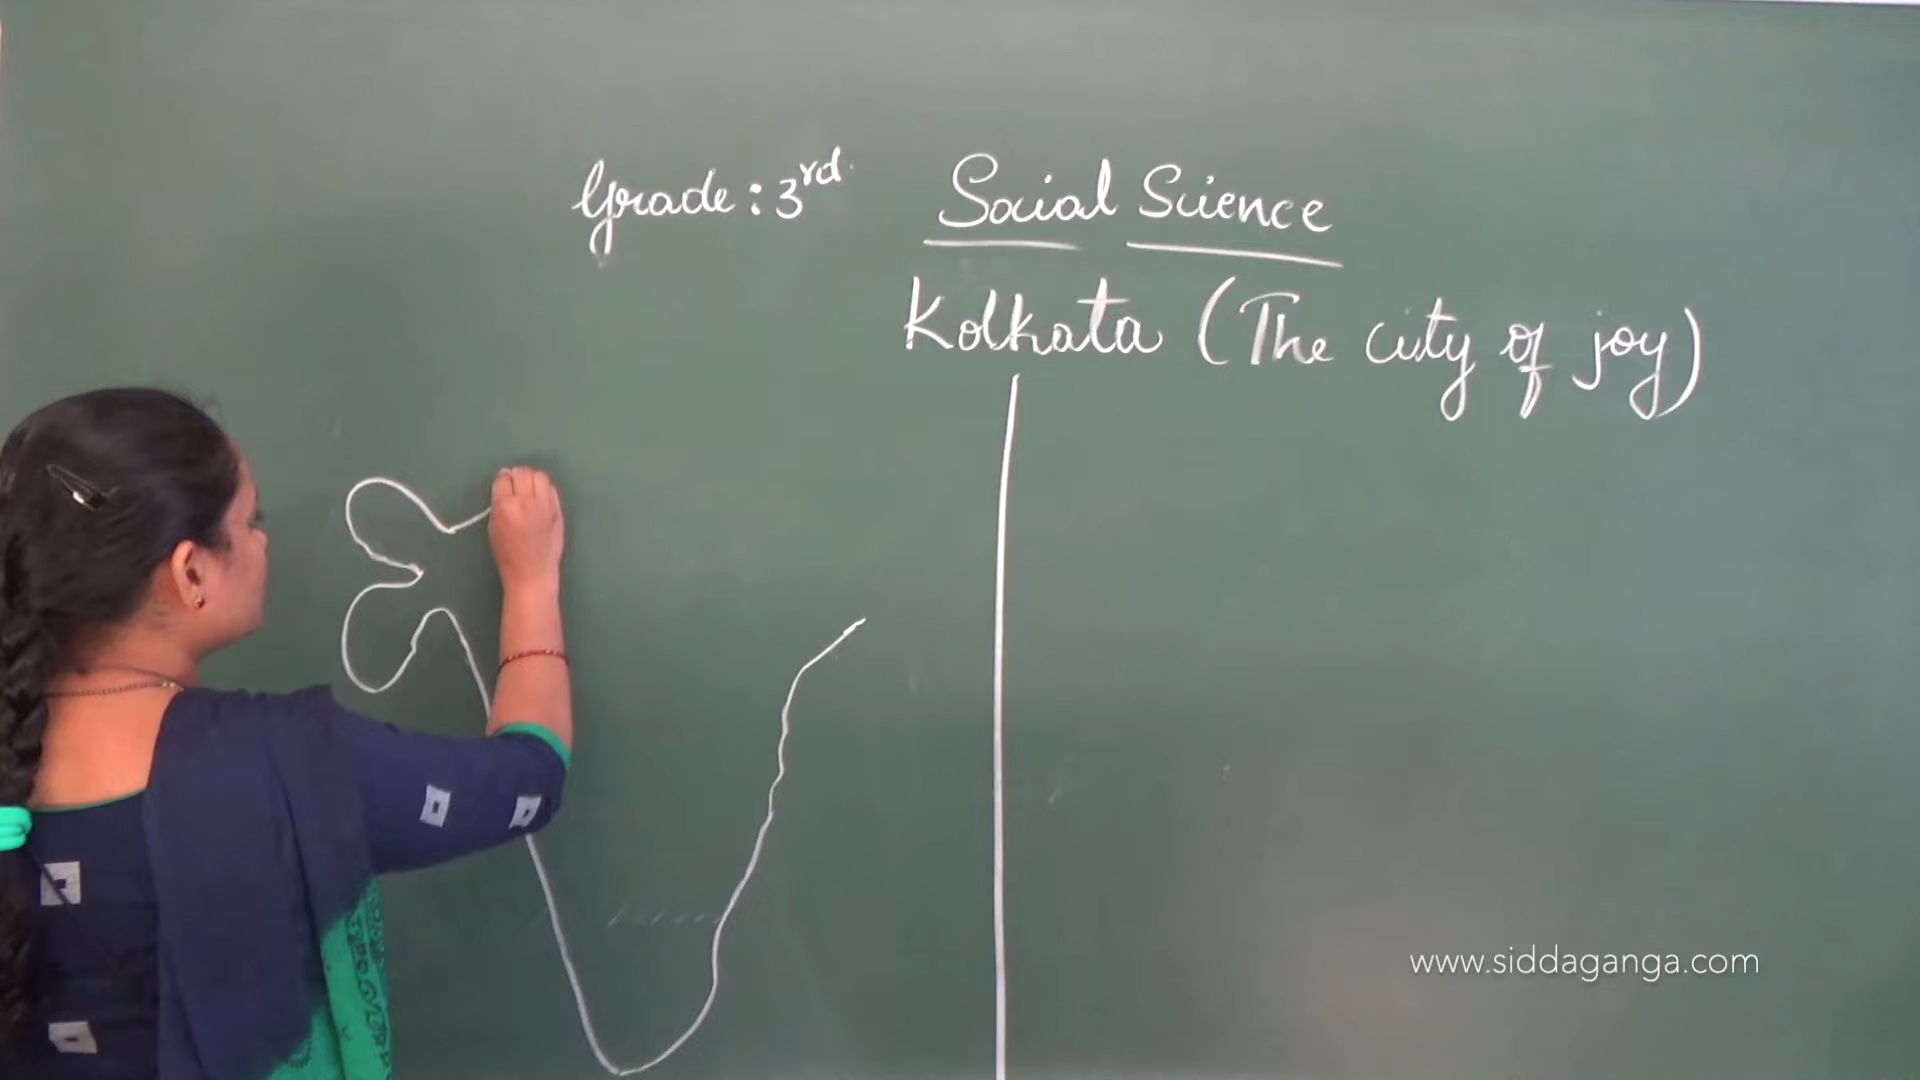 Grade: 3rd. Social Science
Kolkata (The city of joy)
www.siddaganga.com